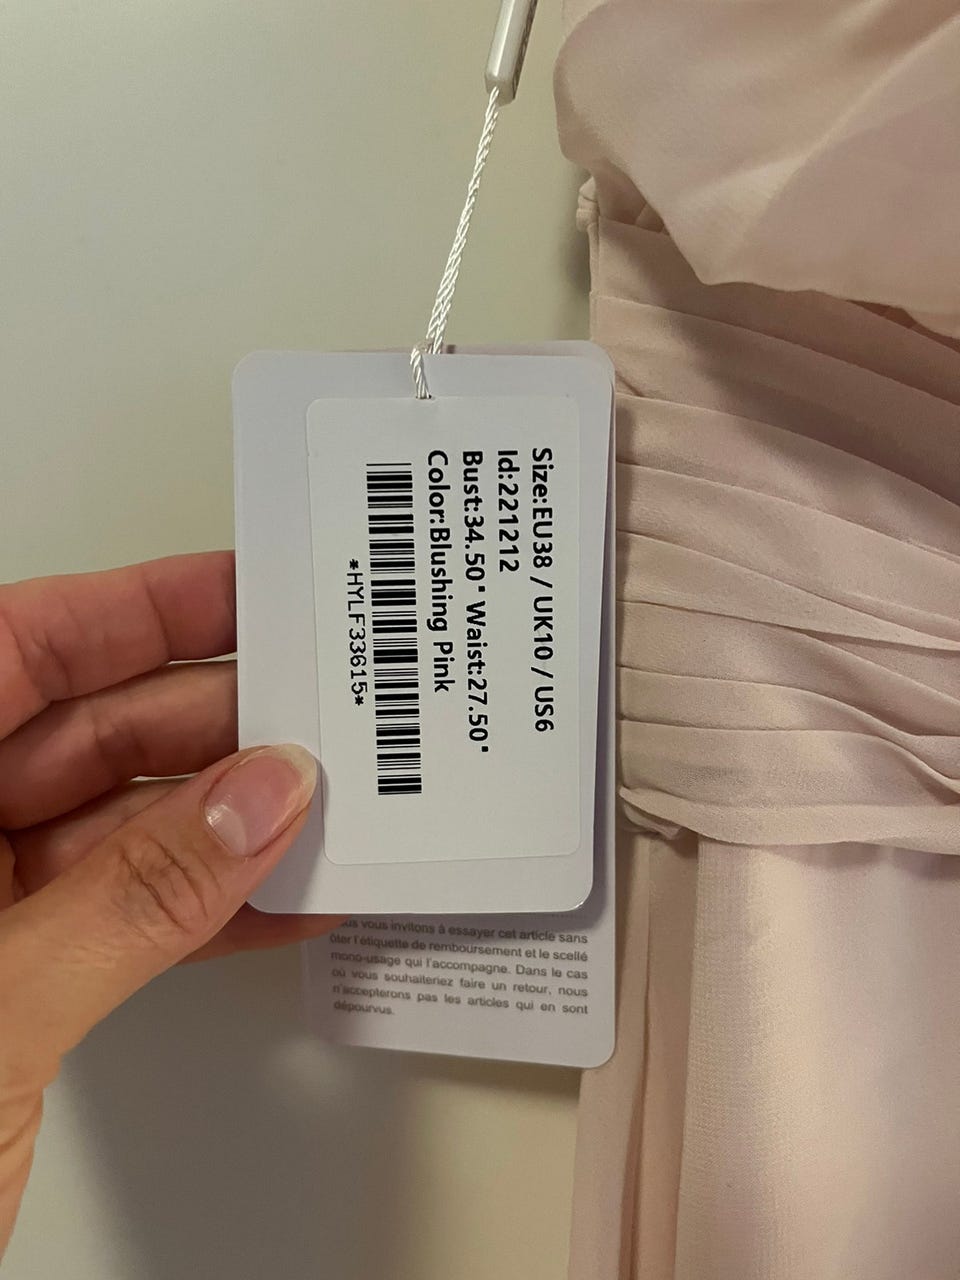 Size:EU38 / UK10 / US6
Id:221212
Bust:34.50" Waist:27.50"
Color:Blushing Pink
*HYLF33615*
vous invitons à essayer cet article sans
ôter l'étiquette de remboursement et le scellé
mono-usage qui l'accompagne. Dans le cas
où vous souhaiteriez faire un retour, nous
n'accepterons pas les articles qui en sont
dépourvus.